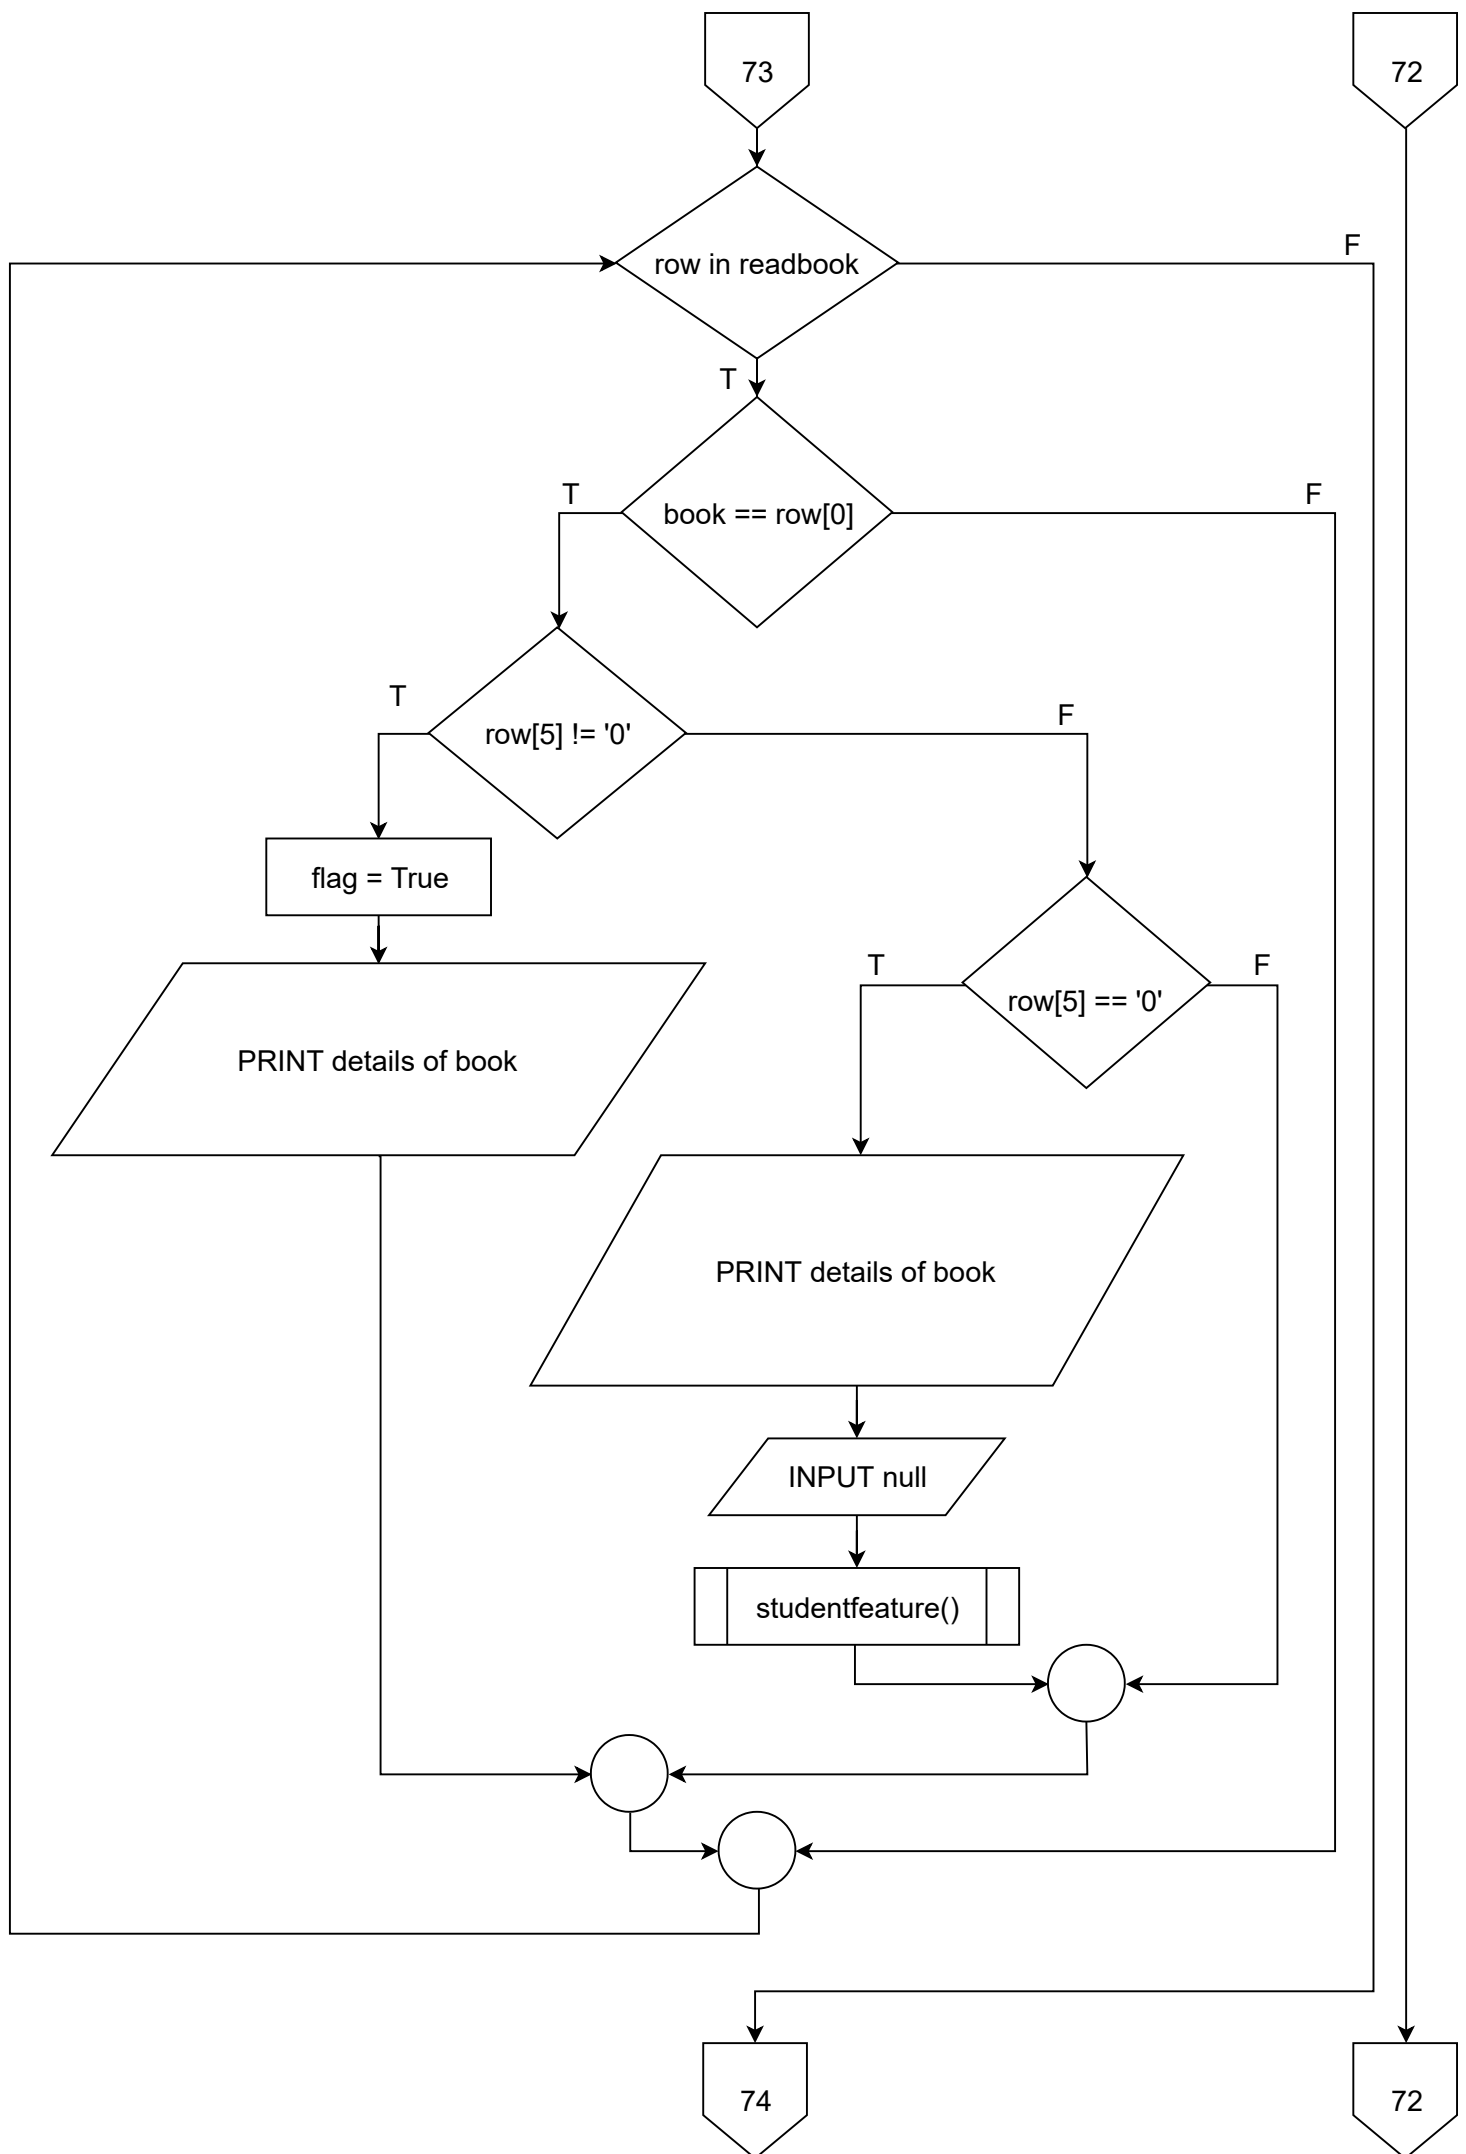 73
72
row in readbook
F
T
book == row[0]
T
F
row[5] != '0'
T
F
flag = True
row[5] == '0'
T
F
PRINT details of book
PRINT details of book
INPUT null
studentfeature()
74
72